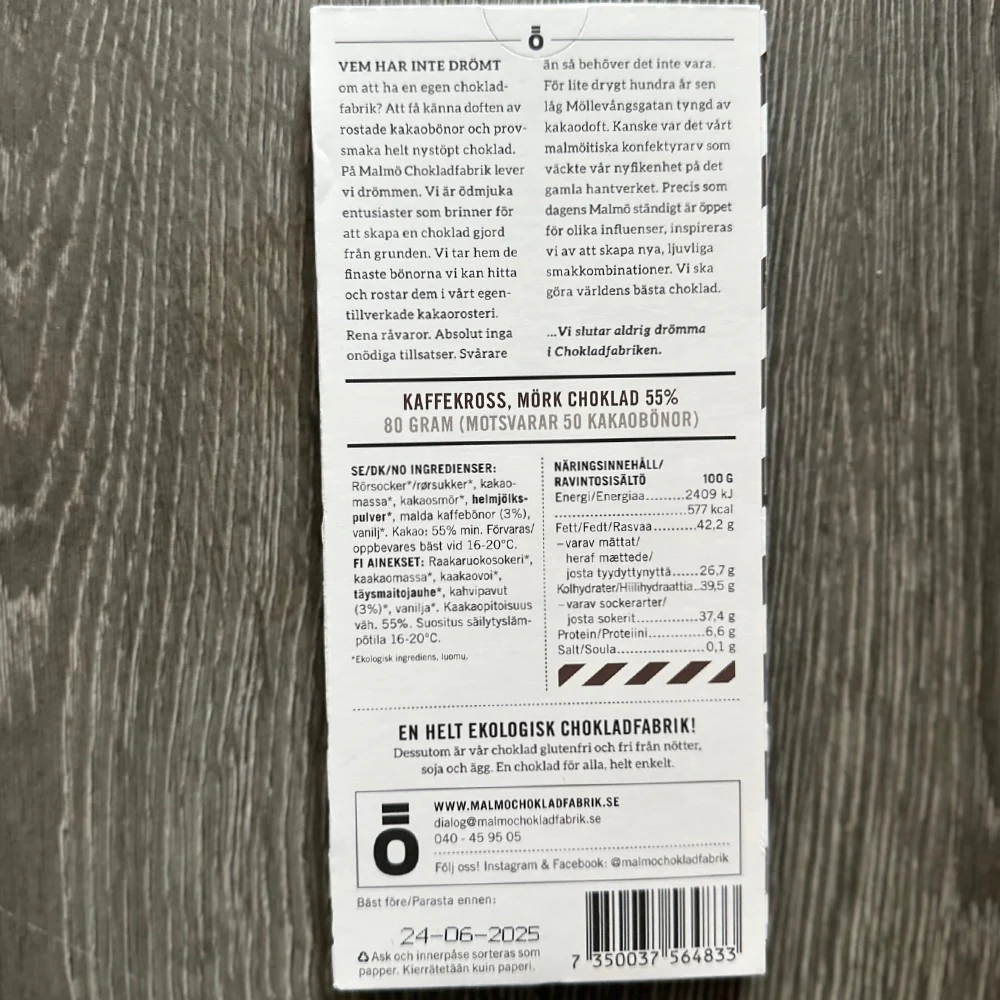 ō
VEM HAR INTE DRÖMT
om att ha en egen choklad-
fabrik? Att få känna doften av
rostade kakaobönor och prov-
smaka helt nystöpt choklad.
På Malmö Chokladfabrik lever
vi drömmen. Vi är ödmjuka
entusiaster som brinner för
att skapa en choklad gjord
från grunden. Vi tar hem de
finaste bönorna vi kan hitta
och rostar dem i vårt egen-
tillverkade kakaorosteri.
Rena råvaror. Absolut inga
onödiga tillsatser. Svårare
än så behöver det inte vara.
För lite drygt hundra år sen
låg Möllevångsgatan tyngd av
kakaodoft. Kanske var det vårt
malmöitiska konfektyrarv som
väckte vår nyfikenhet på det
gamla hantverket. Precis som
dagens Malmö ständigt är öppet
för olika influenser, inspireras
vi av att skapa nya, ljuvliga
smakkombinationer. Vi ska
göra världens bästa choklad.
...Vi slutar aldrig drömma
i Chokladfabriken.
KAFFEKROSS, MÖRK CHOKLAD 55%
80 GRAM (MOTSVARAR 50 KAKAOBÖNOR)
SE/DK/NO INGREDIENSER:
Rörsocker*/rørsukker*, kakao-
massa*, kakaosmör*, helmjölks-
pulver*, malda kaffebönor (3%),
vanilj*. Kakao: 55% min. Förvaras/
oppbevares bäst vid 16-20°C.
FI AINEKSET: Raakaruokosokeri*,
kaakaomassa*, kaakaovoi*,
täysmaitojauhe*, kahvipavut
(3%)*, vanilja*. Kaakaopitoisuus
väh. 55%. Suositus säilytysläm-
pötila 16-20°C.
*Ekologisk ingrediens, luomu.
NÄRINGSINNEHÅLL/
RAVINTOSISÄLTÖ 100 G
Energi/Energiaa.........2409 kJ
.........577 kcal
Fett/Fedt/Rasvaa.........42,2 g
–varav mättat/
heraf mættede/
josta tyydyttynyttä......26,7 g
Kolhydrater/Hiilihydraattia..39,5 g
–varav sockerarter/
josta sokerit...............37,4 g
Protein/Proteiini.............6,6 g
Salt/Suola.....................0,1 g
EN HELT EKOLOGISK CHOKLADFABRIK!
Dessutom är vår choklad glutenfri och fri från nötter,
soja och ägg. En choklad för alla, helt enkelt.
ō
WWW.MALMOCHOKLADFABRIK.SE
dialog@malmochokladfabrik.se
040 - 45 95 05
Följ oss! Instagram & Facebook: @malmochokladfabrik
Bäst före/Parasta ennen:
24-06-2025
Ask och innerpåse sorteras som
papper. Kierrätetään kuin paperi.
7 350037 564833